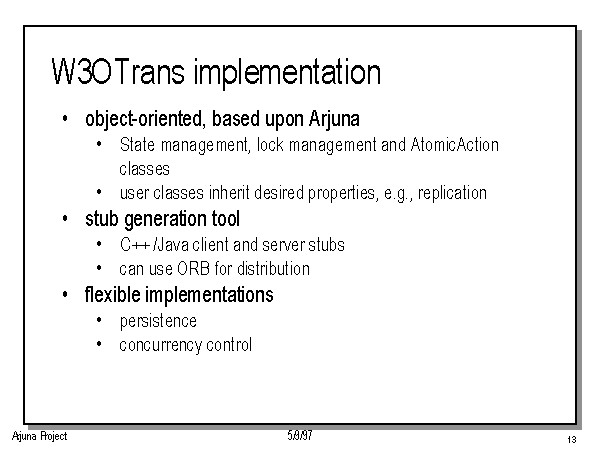 W3OTrans implementation
• object-oriented, based upon Arjuna
• State management, lock management and AtomicAction
classes
• user classes inherit desired properties, e.g., replication
• stub generation tool
• C++/Java client and server stubs
• can use ORB for distribution
• flexible implementations
• persistence
• concurrency control
Arjuna Project
5/9/97
13